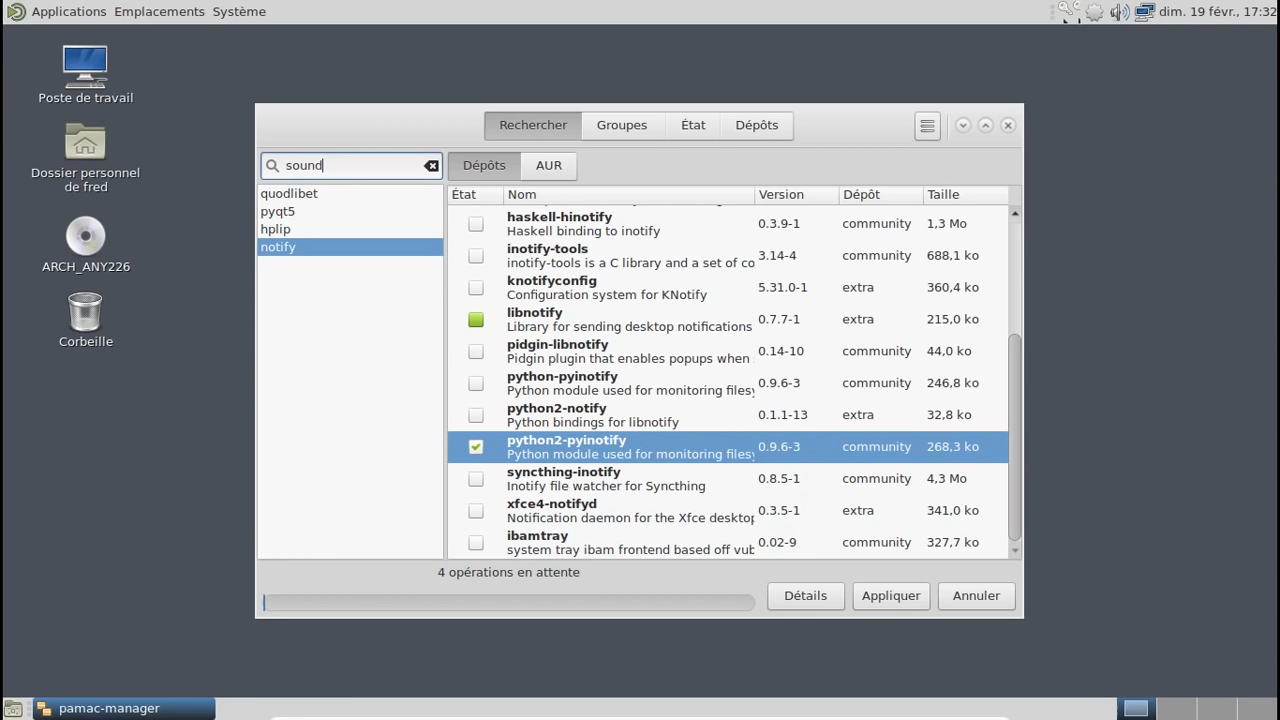 Applications Emplacements Système
dim. 19 févr., 17:32
Poste de travail
Dossier personnel
de fred
ARCH_ANY226
Corbeille
Rechercher Groupes État Dépôts
sound
Dépôts AUR
quodlibet
pyqt5
hplip
notify
État Nom Version Dépôt Taille
haskell-hinotify
Haskell binding to inotify
0.3.9-1 community 1,3 Mo
inotify-tools
inotify-tools is a C library and a set of co
3.14-4 community 688,1 ko
knotifyconfig
Configuration system for KNotify
5.31.0-1 extra 360,4 ko
libnotify
Library for sending desktop notifications
0.7.7-1 extra 215,0 ko
pidgin-libnotify
Pidgin plugin that enables popups when
0.14-10 community 44,0 ko
python-pyinotify
Python module used for monitoring filesy
0.9.6-3 community 246,8 ko
python2-notify
Python bindings for libnotify
0.1.1-13 extra 32,8 ko
python2-pyinotify
Python module used for monitoring filesy
0.9.6-3 community 268,3 ko
syncthing-inotify
Inotify file watcher for Syncthing
0.8.5-1 community 4,3 Mo
xfce4-notifyd
Notification daemon for the Xfce desktop
0.3.5-1 extra 341,0 ko
ibamtray
system tray ibam frontend based off vub
0.02-9 community 327,7 ko
4 opérations en attente
Détails Appliquer Annuler
pamac-manager